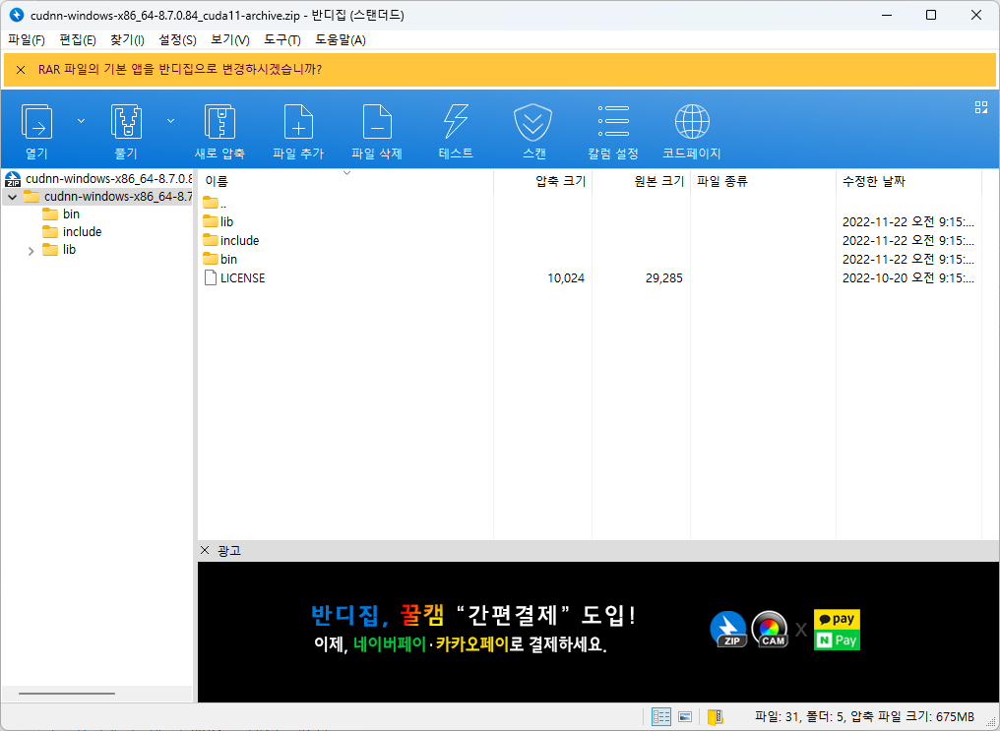 cudnn-windows-x86_64-8.7.0.84_cuda11-archive.zip - 반디집 (스탠더드)
파일(F) 편집(E) 찾기(I) 설정(S) 보기(V) 도구(T) 도움말(A)
RAR 파일의 기본 앱을 반디집으로 변경하시겠습니까?
열기 풀기 새로 압축 파일 추가 파일 삭제 테스트 스캔 칼럼 설정 코드페이지
ZIP cudnn-windows-x86_64-8.7.0.8
cudnn-windows-x86_64-8.7
bin
include
lib
이름 압축 크기 원본 크기 파일 종류 수정한 날짜
..
lib 2022-11-22 오전 9:15:...
include 2022-11-22 오전 9:15:...
bin 2022-11-22 오전 9:15:...
LICENSE 10,024 29,285 2022-10-20 오전 9:15:...
광고
반디집, 꿀캠 “간편결제” 도입!
이제, 네이버페이·카카오페이로 결제하세요.
ZIP CAM X pay
N Pay
파일: 31, 폴더: 5, 압축 파일 크기: 675MB